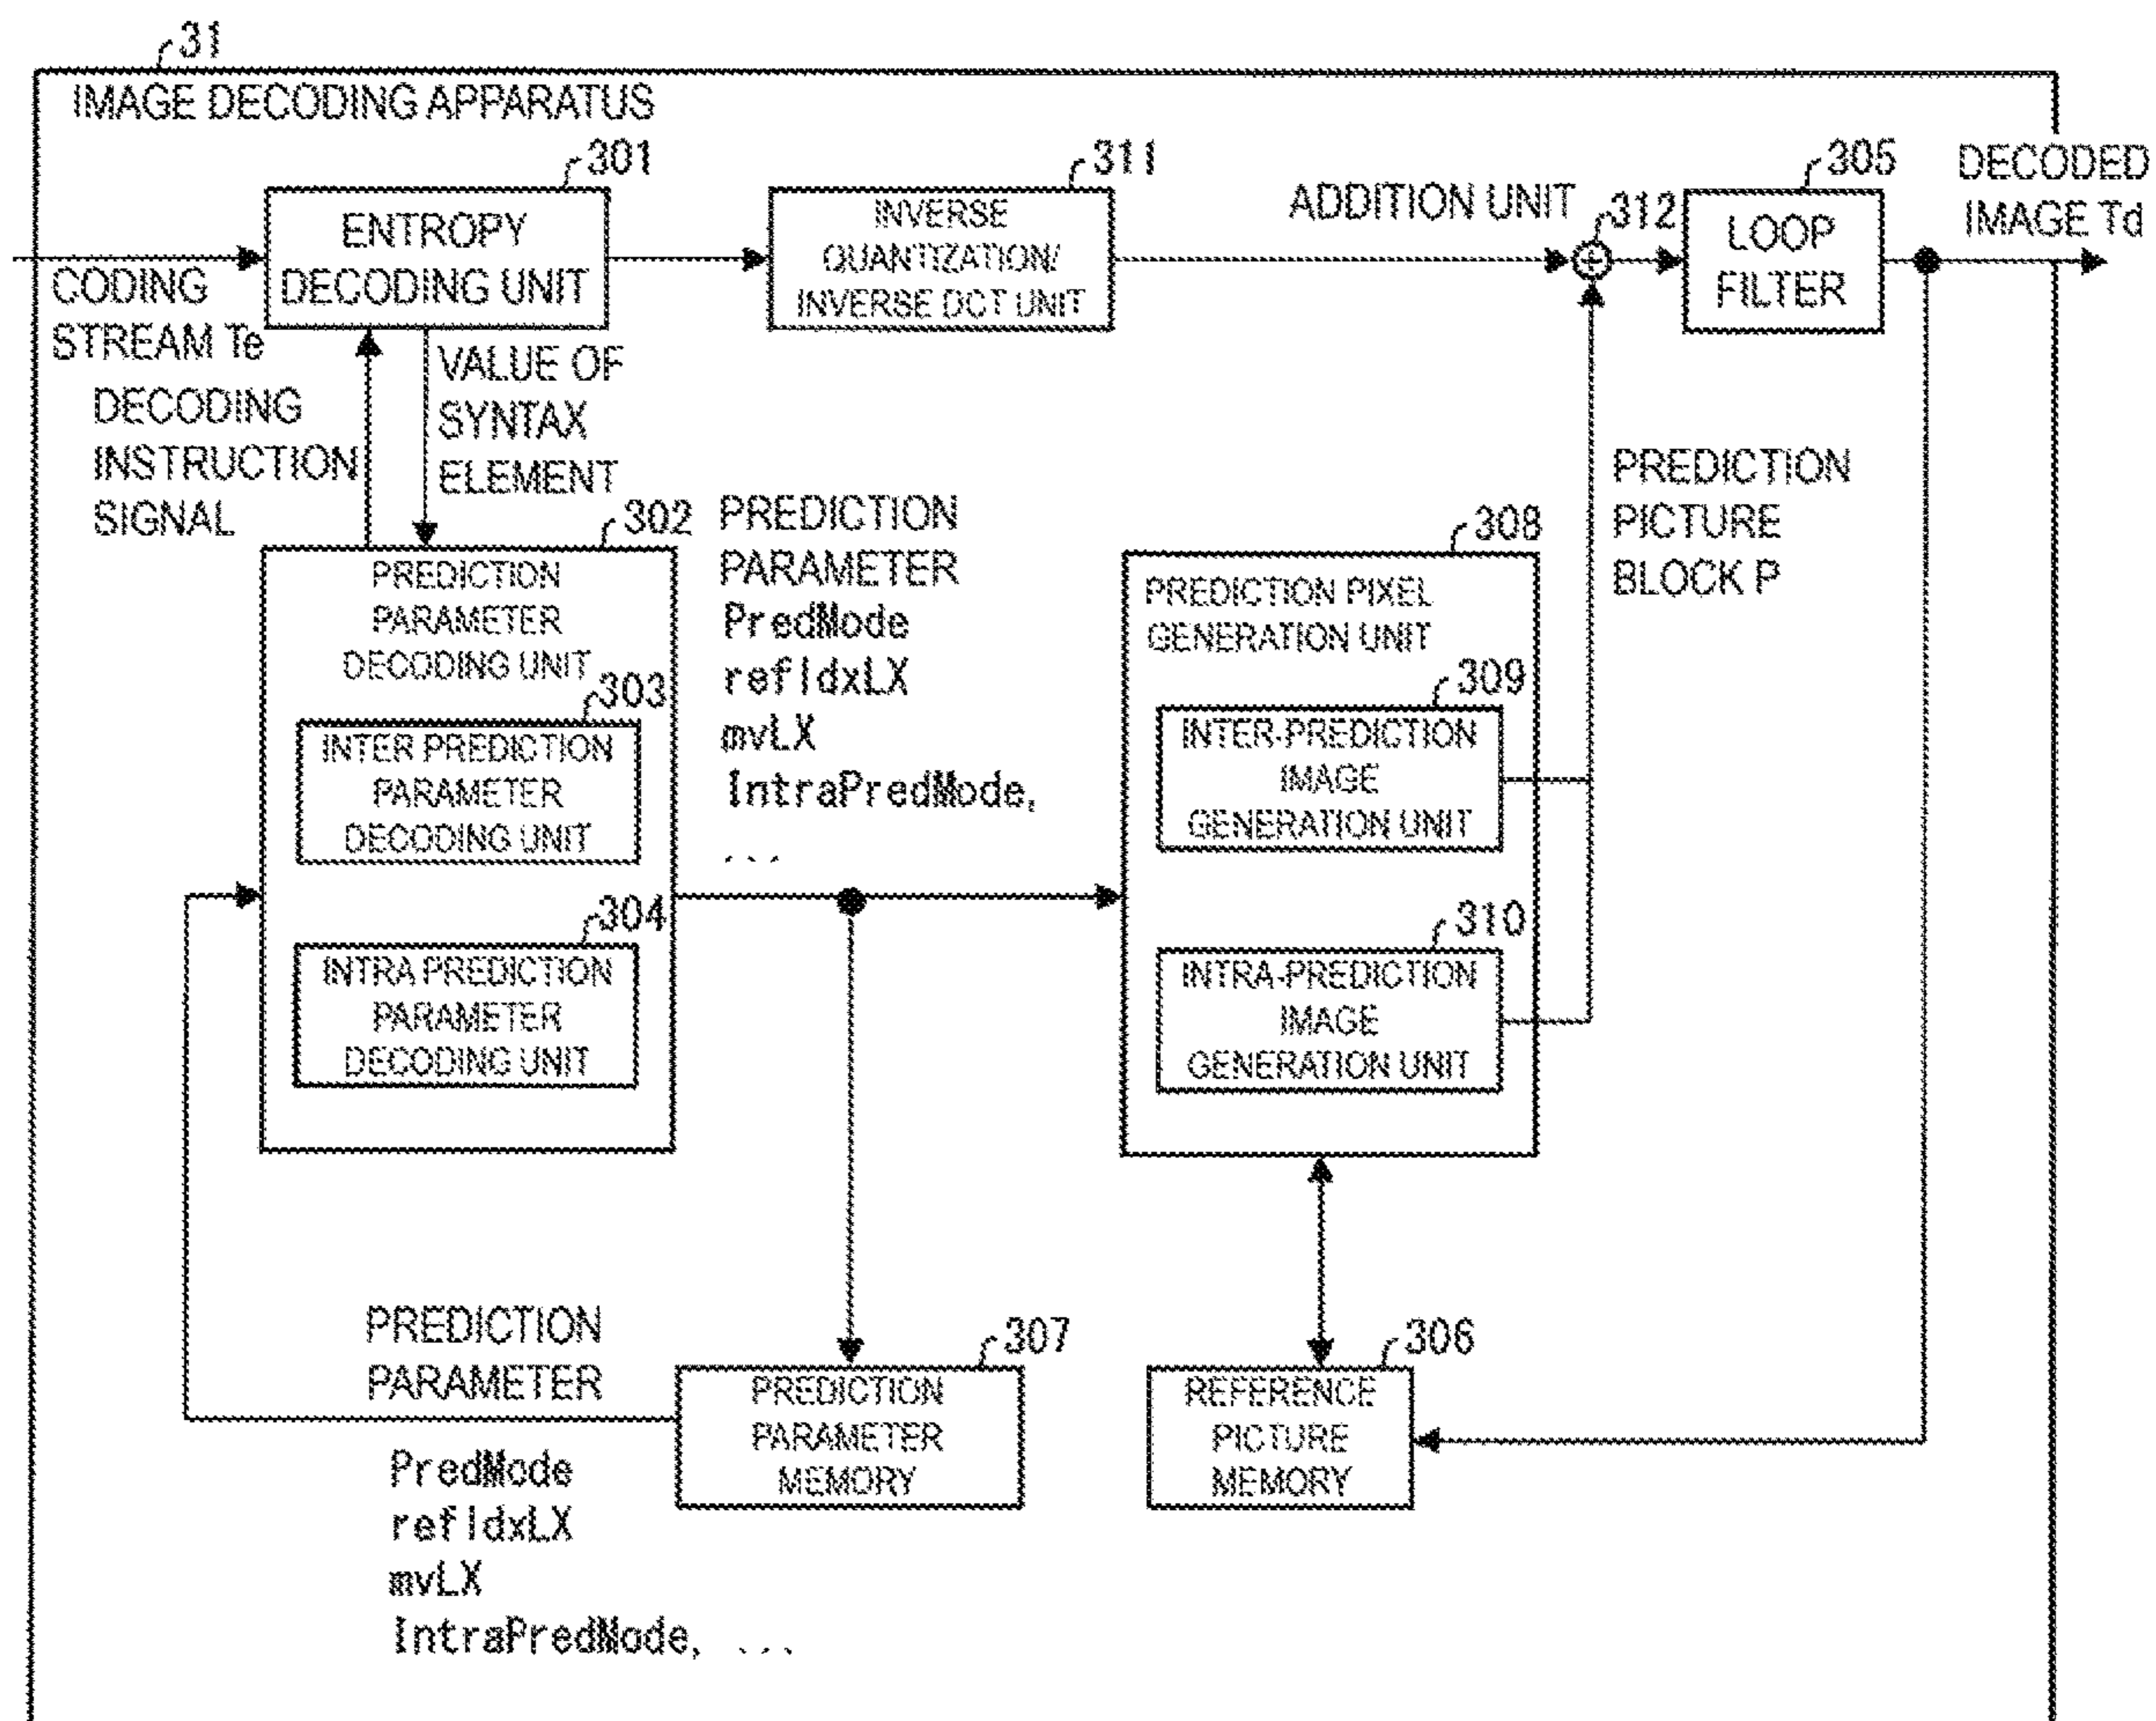 31
IMAGE DECODING APPARATUS
301
ENTROPY
DECODING UNIT
311
INVERSE
QUANTIZATION/
INVERSE DCT UNIT
ADDITION UNIT
312
305
LOOP
FILTER
DECODED
IMAGE Td
CODING
STREAM Te
DECODING
INSTRUCTION
SIGNAL
VALUE OF
SYNTAX
ELEMENT
302
PREDICTION
PARAMETER
DECODING UNIT
303
INTER PREDICTION
PARAMETER
DECODING UNIT
304
INTRA PREDICTION
PARAMETER
DECODING UNIT
PREDICTION
PARAMETER
PredMode
refIdxLX
mvLX
IntraPredMode,
...
308
PREDICTION PIXEL
GENERATION UNIT
309
INTER-PREDICTION
IMAGE
GENERATION UNIT
310
INTRA-PREDICTION
IMAGE
GENERATION UNIT
PREDICTION
PICTURE
BLOCK P
PREDICTION
PARAMETER
PredMode
refIdxLX
mvLX
IntraPredMode, ...
307
PREDICTION
PARAMETER
MEMORY
306
REFERENCE
PICTURE
MEMORY